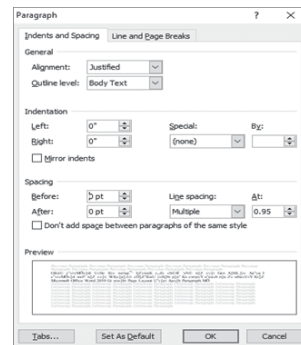 Paragraph ? ×
Indents and Spacing Line and Page Breaks
General
Alignment: Justified
Outline level: Body Text
Indentation
Left: 0" Special: By:
Right: 0" (none)
Mirror indents
Spacing
Before: 0 pt Line spacing: At:
After: 0 pt Multiple 0.95
Don't add space between paragraphs of the same style
Preview
Tabs... Set As Default OK Cancel